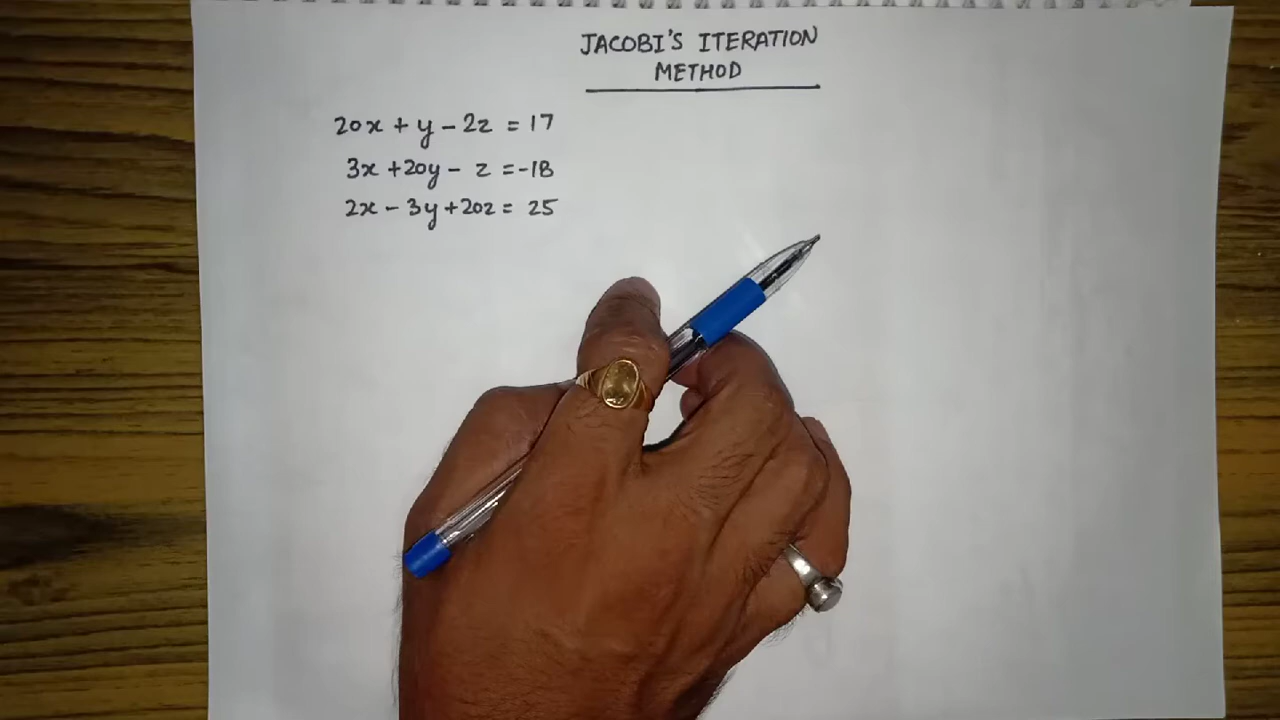 JACOBI'S ITERATION
METHOD
20x + y - 2z = 17
3x + 20y - z = -18
2x - 3y + 20z = 25